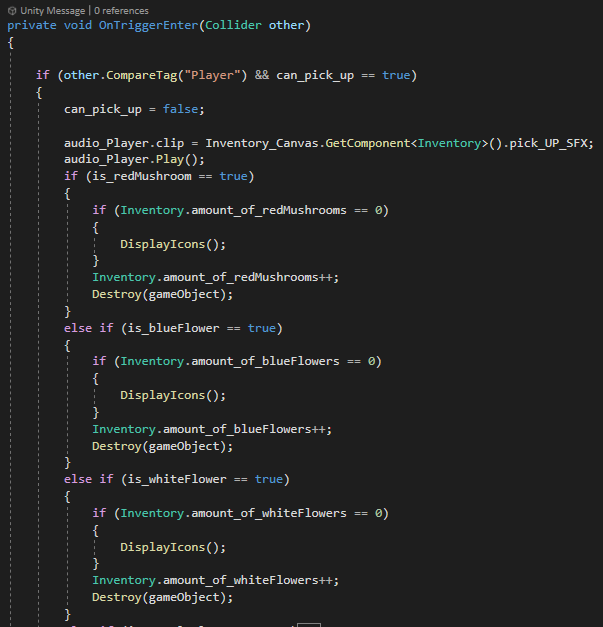 Unity Message | 0 references
private void OnTriggerEnter(Collider other)
{
if (other.CompareTag("Player") && can_pick_up == true)
{
can_pick_up = false;
audio_Player.clip = Inventory_Canvas.GetComponent<Inventory>().pick_UP_SFX;
audio_Player.Play();
if (is_redMushroom == true)
{
if (Inventory.amount_of_redMushrooms == 0)
{
DisplayIcons();
}
Inventory.amount_of_redMushrooms++;
Destroy(gameObject);
}
else if (is_blueFlower == true)
{
if (Inventory.amount_of_blueFlowers == 0)
{
DisplayIcons();
}
Inventory.amount_of_blueFlowers++;
Destroy(gameObject);
}
else if (is_whiteFlower == true)
{
if (Inventory.amount_of_whiteFlowers == 0)
{
DisplayIcons();
}
Inventory.amount_of_whiteFlowers++;
Destroy(gameObject);
}